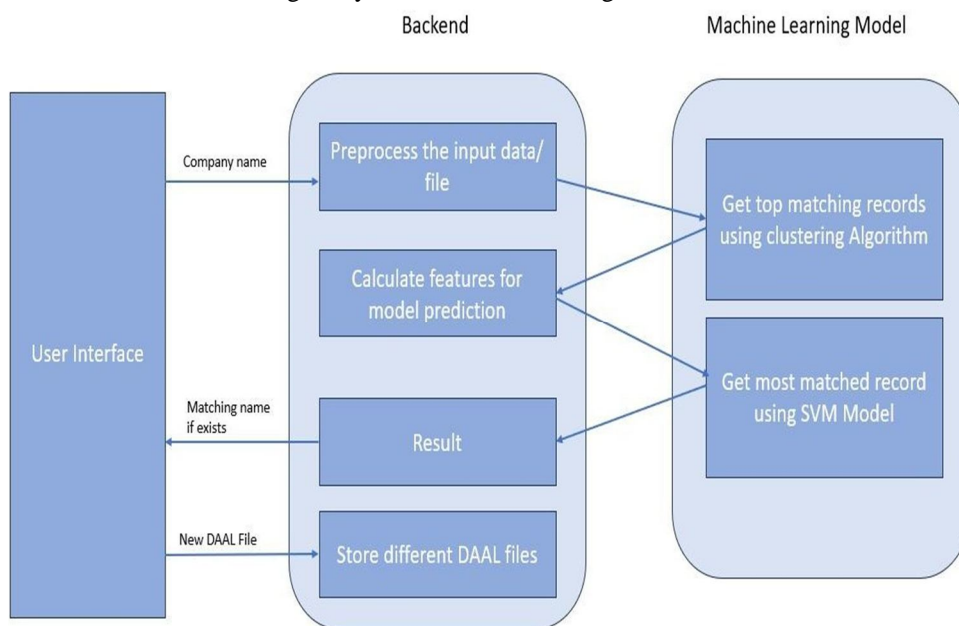 Backend
Machine Learning Model
Company name
Preprocess the input data/
file
Get top matching records
using clustering Algorithm
Calculate features for
model prediction
User Interface
Get most matched record
using SVM Model
Matching name
if exists
Result
New DAAL File
Store different DAAL files